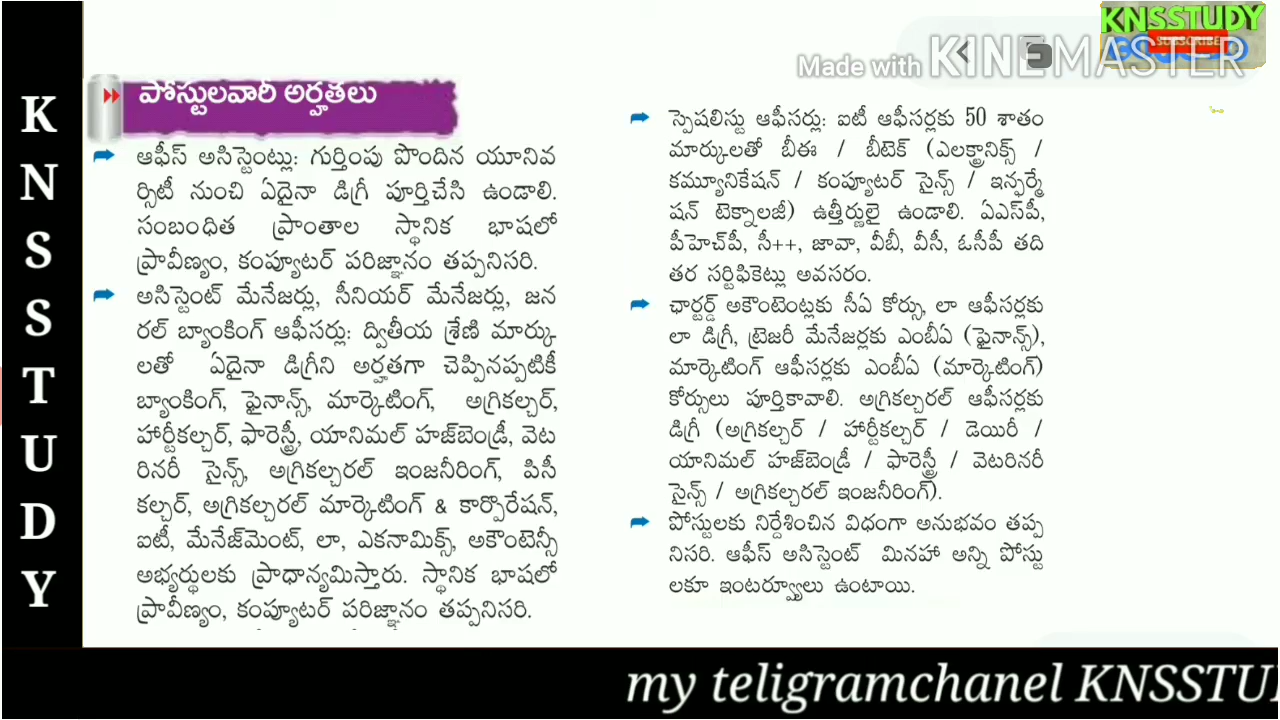 KNSSTUDY
SUBSCRIBE
Made with KINEMASTER
KNSSTUDY
పోస్టులవారీ అర్హతలు
ఆఫీస్ అసిస్టెంట్లు: గుర్తింపు పొందిన యూనివ
ర్సిటీ నుంచి ఏదైనా డిగ్రీ పూర్తిచేసి ఉండాలి.
సంబంధిత ప్రాంతాల స్థానిక భాషలో
ప్రావీణ్యం, కంప్యూటర్ పరిజ్ఞానం తప్పనిసరి.
అసిస్టెంట్ మేనేజర్లు, సీనియర్ మేనేజర్లు, జన
రల్ బ్యాంకింగ్ ఆఫీసర్లు: ద్వితీయ శ్రేణి మార్కు
లతో ఏదైనా డిగ్రీని అర్హతగా చెప్పినప్పటికీ
బ్యాంకింగ్, ఫైనాన్స్, మార్కెటింగ్, అగ్రికల్చర్,
హార్టీకల్చర్, ఫారెస్ట్రీ, యానిమల్ హజ్‌బెండ్రీ, వెట
రినరీ సైన్స్, అగ్రికల్చరల్ ఇంజనీరింగ్, పిసీ
కల్చర్, అగ్రికల్చరల్ మార్కెటింగ్ & కార్పొరేషన్,
ఐటీ, మేనేజ్‌మెంట్, లా, ఎకనామిక్స్, అకౌంటెన్సీ
అభ్యర్థులకు ప్రాధాన్యమిస్తారు. స్థానిక భాషలో
ప్రావీణ్యం, కంప్యూటర్ పరిజ్ఞానం తప్పనిసరి.
స్పెషలిస్టు ఆఫీసర్లు: ఐటీ ఆఫీసర్లకు 50 శాతం
మార్కులతో బీఈ / బీటెక్ (ఎలక్ట్రానిక్స్ /
కమ్యూనికేషన్ / కంప్యూటర్ సైన్స్ / ఇన్ఫర్మే
షన్ టెక్నాలజీ) ఉత్తీర్ణులై ఉండాలి. ఏఎస్‌పీ,
పీహెచ్‌పీ, సీ++, జావా, వీబీ, వీసీ, ఓసీపీ తది
తర సర్టిఫికెట్లు అవసరం.
ఛార్టర్డ్ అకౌంటెంట్లకు సీఏ కోర్సు, లా ఆఫీసర్లకు
లా డిగ్రీ, ట్రెజరీ మేనేజర్లకు ఎంబీఏ (ఫైనాన్స్),
మార్కెటింగ్ ఆఫీసర్లకు ఎంబీఏ (మార్కెటింగ్)
కోర్సులు పూర్తికావాలి. అగ్రికల్చరల్ ఆఫీసర్లకు
డిగ్రీ (అగ్రికల్చర్ / హార్టీకల్చర్ / డెయిరీ /
యానిమల్ హజ్‌బెండ్రీ / ఫారెస్ట్రీ / వెటరినరీ
సైన్స్ / అగ్రికల్చరల్ ఇంజనీరింగ్).
పోస్టులకు నిర్దేశించిన విధంగా అనుభవం తప్ప
నిసరి. ఆఫీస్ అసిస్టెంట్ మినహా అన్ని పోస్టు
లకూ ఇంటర్వ్యూలు ఉంటాయి.
my teligramchanel KNSSTU